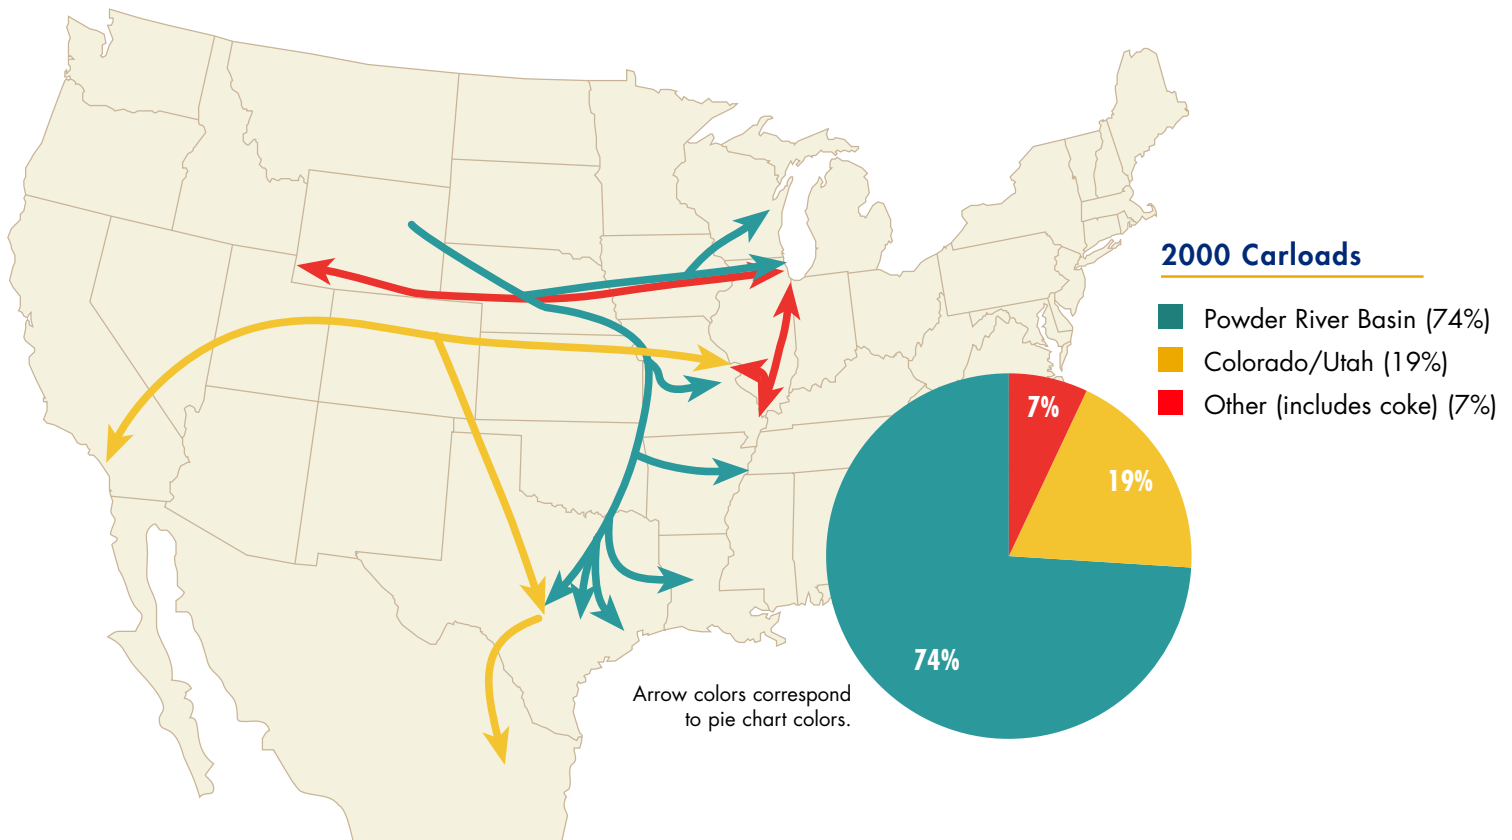 2000 Carloads
Powder River Basin (74%)
Colorado/Utah (19%)
Other (includes coke) (7%)
7%
19%
74%
Arrow colors correspond
to pie chart colors.